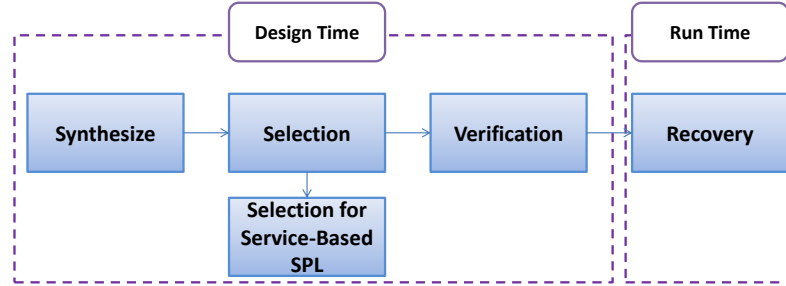 Design Time
Run Time
Synthesize
Selection
Verification
Recovery
Selection for
Service-Based
SPL